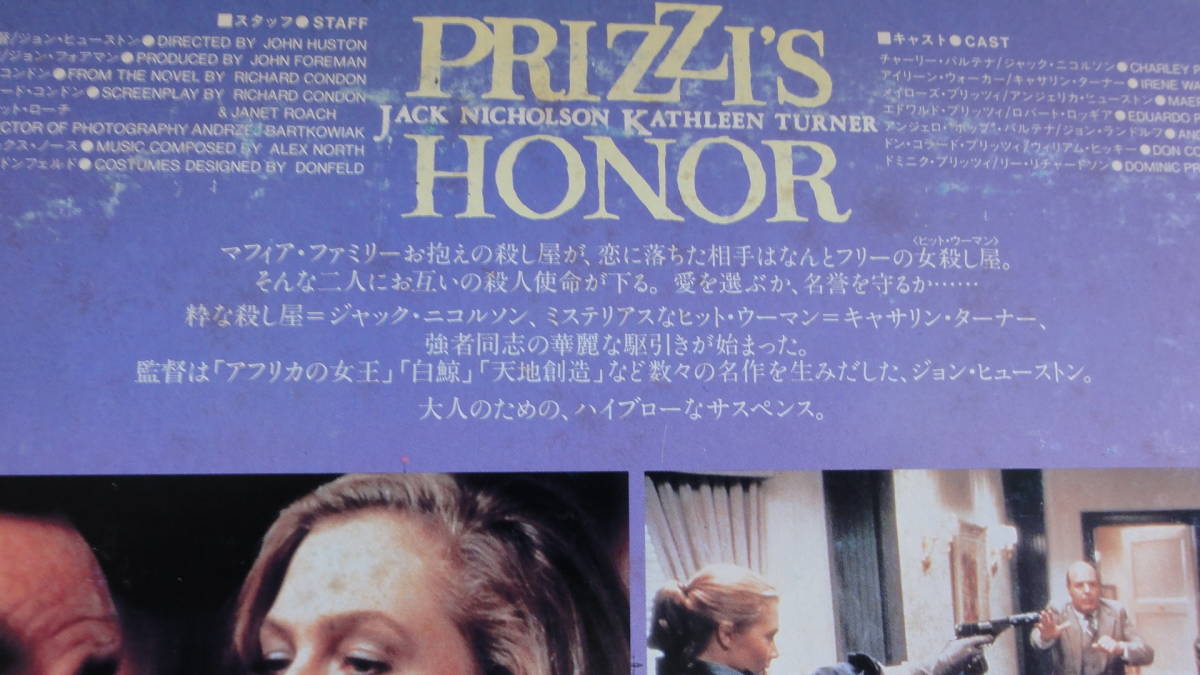 ■スタッフ●STAFF
督/ジョン・ヒューストン●DIRECTED BY JOHN HUSTON
/ジョン・フォアマン●PRODUCED BY JOHN FOREMAN
コンドン●FROM THE NOVEL BY RICHARD CONDON
ード・コンドン●SCREENPLAY BY RICHARD CONDON
ット・ローチ & JANET ROACH
CTOR OF PHOTOGRAPHY ANDRZEJ BARTKOWIAK
ックス・ノース●MUSIC COMPOSED BY ALEX NORTH
ドンフェルド●COSTUMES DESIGNED BY DONFELD
PRIZZI'S
JACK NICHOLSON KATHLEEN TURNER
HONOR
■キャスト●CAST
チャーリー・パルテナ/ジャック・ニコルソン●CHARLEY P
アイリーン・ウォーカー/キャサリン・ターナー●IRENE WA
メイローズ・プリッツィ/アンジェリカ・ヒューストン●MAE
エドワルド・プリッツィ/ロバート・ロッギア●EDUARDO P
アンジェロ・ポップ・パルテナ/ジョン・ランドルフ●AN
ドン・コラード・プリッツィ/ウィリアム・ヒッキー●DON CO
ドミニク・プリッツィ/リー・リチャードソン●DOMINIC PR
〈ヒット・ウーマン〉
マフィア・ファミリーお抱えの殺し屋が、恋に落ちた相手はなんとフリーの女殺し屋。
そんな二人にお互いの殺人使命が下る。愛を選ぶか、名誉を守るか……
粋な殺し屋＝ジャック・ニコルソン、ミステリアスなヒット・ウーマン＝キャサリン・ターナー、
強者同志の華麗な駆引きが始まった。
監督は「アフリカの女王」「白鯨」「天地創造」など数々の名作を生みだした、ジョン・ヒューストン。
大人のための、ハイブローなサスペンス。